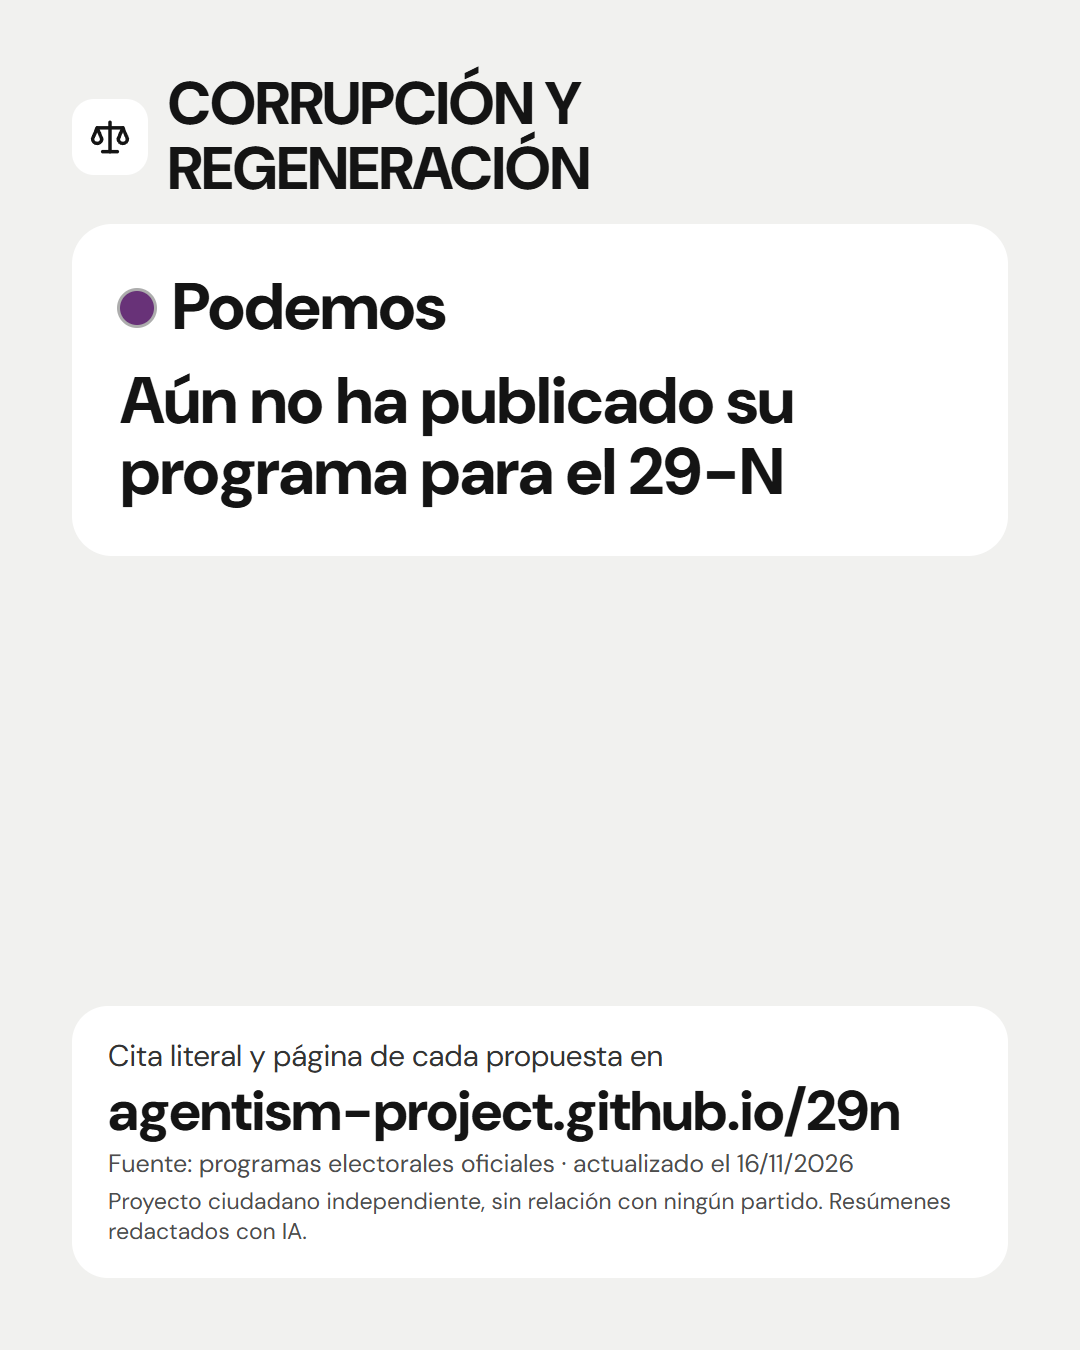 CORRUPCIÓN Y
REGENERACIÓN
Podemos
Aún no ha publicado su
programa para el 29-N
Cita literal y página de cada propuesta en
agentism-project.github.io/29n
Fuente: programas electorales oficiales · actualizado el 16/11/2026
Proyecto ciudadano independiente, sin relación con ningún partido. Resúmenes
redactados con IA.